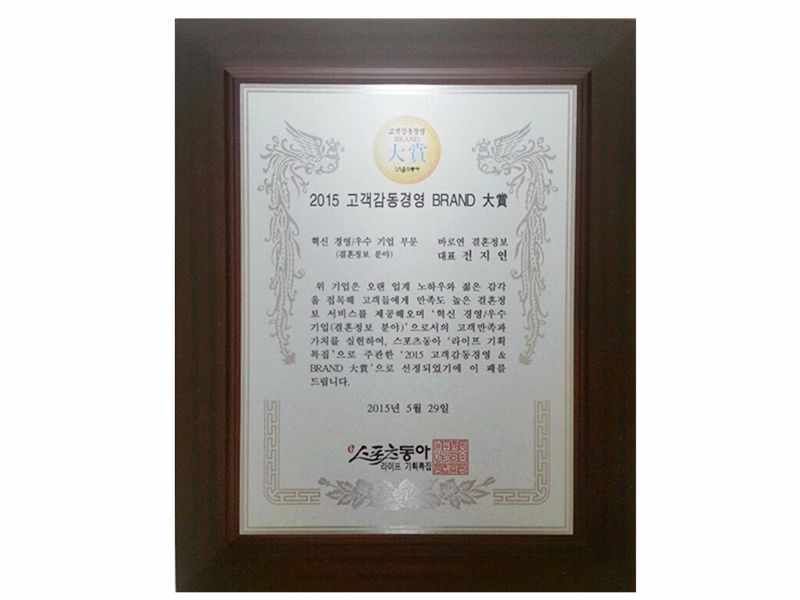 고객감동경영
BRAND
大賞
스포츠동아
2015 고객감동경영 BRAND 大賞
혁신 경영/우수 기업 부문 바로연 결혼정보
(결혼정보 분야) 대표 전 지 연
위 기업은 오랜 업계 노하우와 젊은 감각
을 접목해 고객들에게 만족도 높은 결혼정
보 서비스를 제공해오며 '혁신 경영/우수
기업(결혼정보 분야)'으로서의 고객만족과
가치를 실현하여, 스포츠동아 '라이프 기획
특집'으로 주관한 '2015 고객감동경영 &
BRAND 大賞'으로 선정되었기에 이 패를
드립니다.
2015년 5월 29일
스포츠동아
라이프 기획특집